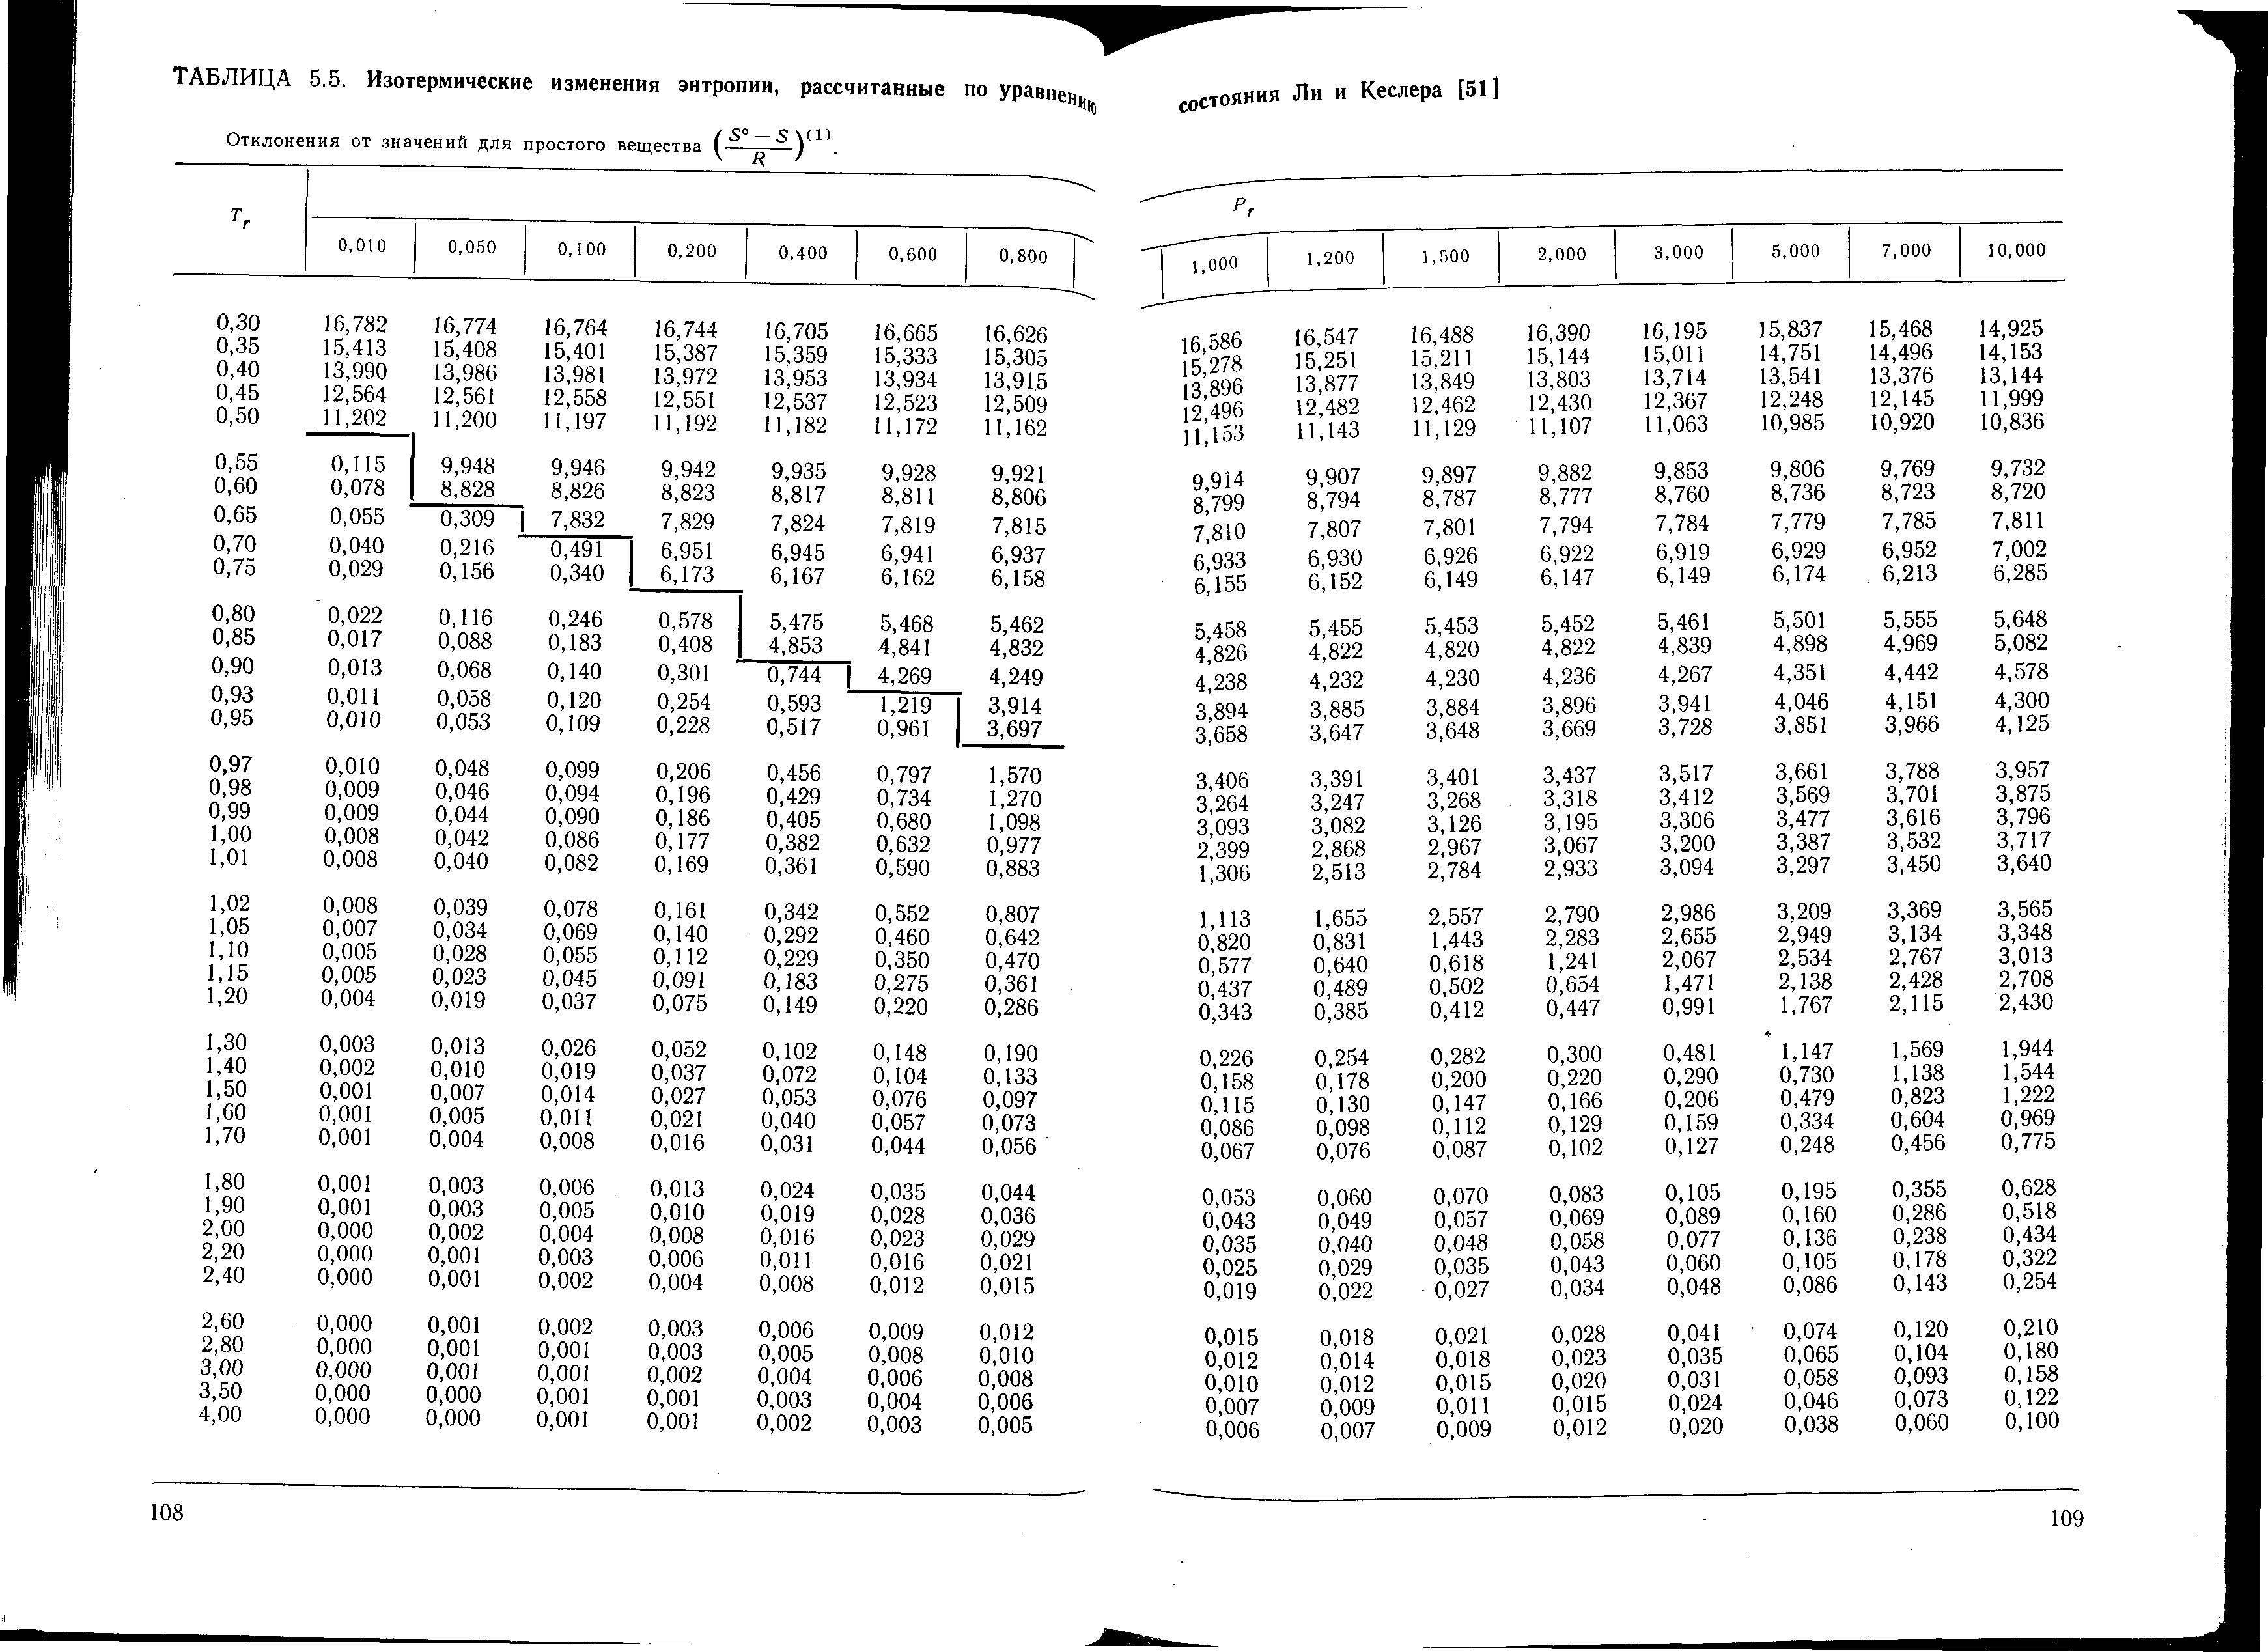 ТАБЛИЦА 5.5. Изотермические изменения энтропии, рассчитанные по уравнению состояния Ли и Кеслера [51]
Отклонения от значений для простого вещества ((S° — S)/R)⁽¹⁾.
T_r P_r
0,010 0,050 0,100 0,200 0,400 0,600 0,800 1,000 1,200 1,500 2,000 3,000 5,000 7,000 10,000
0,30 16,782 16,774 16,764 16,744 16,705 16,665 16,626 16,586 16,547 16,488 16,390 16,195 15,837 15,468 14,925
0,35 15,413 15,408 15,401 15,387 15,359 15,333 15,305 15,278 15,251 15,211 15,144 15,011 14,751 14,496 14,153
0,40 13,990 13,986 13,981 13,972 13,953 13,934 13,915 13,896 13,877 13,849 13,803 13,714 13,541 13,376 13,144
0,45 12,564 12,561 12,558 12,551 12,537 12,523 12,509 12,496 12,482 12,462 12,430 12,367 12,248 12,145 11,999
0,50 11,202 11,200 11,197 11,192 11,182 11,172 11,162 11,153 11,143 11,129 11,107 11,063 10,985 10,920 10,836
0,55 0,115 9,948 9,946 9,942 9,935 9,928 9,921 9,914 9,907 9,897 9,882 9,853 9,806 9,769 9,732
0,60 0,078 8,828 8,826 8,823 8,817 8,811 8,806 8,799 8,794 8,787 8,777 8,760 8,736 8,723 8,720
0,65 0,055 0,309 7,832 7,829 7,824 7,819 7,815 7,810 7,807 7,801 7,794 7,784 7,779 7,785 7,811
0,70 0,040 0,216 0,491 6,951 6,945 6,941 6,937 6,933 6,930 6,926 6,922 6,919 6,929 6,952 7,002
0,75 0,029 0,156 0,340 6,173 6,167 6,162 6,158 6,155 6,152 6,149 6,147 6,149 6,174 6,213 6,285
0,80 0,022 0,116 0,246 0,578 5,475 5,468 5,462 5,458 5,455 5,453 5,452 5,461 5,501 5,555 5,648
0,85 0,017 0,088 0,183 0,408 4,853 4,841 4,832 4,826 4,822 4,820 4,822 4,839 4,898 4,969 5,082
0,90 0,013 0,068 0,140 0,301 0,744 4,269 4,249 4,238 4,232 4,230 4,236 4,267 4,351 4,442 4,578
0,93 0,011 0,058 0,120 0,254 0,593 1,219 3,914 3,894 3,885 3,884 3,896 3,941 4,046 4,151 4,300
0,95 0,010 0,053 0,109 0,228 0,517 0,961 3,697 3,658 3,647 3,648 3,669 3,728 3,851 3,966 4,125
0,97 0,010 0,048 0,099 0,206 0,456 0,797 1,570 3,406 3,391 3,401 3,437 3,517 3,661 3,788 3,957
0,98 0,009 0,046 0,094 0,196 0,429 0,734 1,270 3,264 3,247 3,268 3,318 3,412 3,569 3,701 3,875
0,99 0,009 0,044 0,090 0,186 0,405 0,680 1,098 3,093 3,082 3,126 3,195 3,306 3,477 3,616 3,796
1,00 0,008 0,042 0,086 0,177 0,382 0,632 0,977 2,399 2,868 2,967 3,067 3,200 3,387 3,532 3,717
1,01 0,008 0,040 0,082 0,169 0,361 0,590 0,883 1,306 2,513 2,784 2,933 3,094 3,297 3,450 3,640
1,02 0,008 0,039 0,078 0,161 0,342 0,552 0,807 1,113 1,655 2,557 2,790 2,986 3,209 3,369 3,565
1,05 0,007 0,034 0,069 0,140 0,292 0,460 0,642 0,820 0,831 1,443 2,283 2,655 2,949 3,134 3,348
1,10 0,005 0,028 0,055 0,112 0,229 0,350 0,470 0,577 0,640 0,618 1,241 2,067 2,534 2,767 3,013
1,15 0,005 0,023 0,045 0,091 0,183 0,275 0,361 0,437 0,489 0,502 0,654 1,471 2,138 2,428 2,708
1,20 0,004 0,019 0,037 0,075 0,149 0,220 0,286 0,343 0,385 0,412 0,447 0,991 1,767 2,115 2,430
1,30 0,003 0,013 0,026 0,052 0,102 0,148 0,190 0,226 0,254 0,282 0,300 0,481 1,147 1,569 1,944
1,40 0,002 0,010 0,019 0,037 0,072 0,104 0,133 0,158 0,178 0,200 0,220 0,290 0,730 1,138 1,544
1,50 0,001 0,007 0,014 0,027 0,053 0,076 0,097 0,115 0,130 0,147 0,166 0,206 0,479 0,823 1,222
1,60 0,001 0,005 0,011 0,021 0,040 0,057 0,073 0,086 0,098 0,112 0,129 0,159 0,334 0,604 0,969
1,70 0,001 0,004 0,008 0,016 0,031 0,044 0,056 0,067 0,076 0,087 0,102 0,127 0,248 0,456 0,775
1,80 0,001 0,003 0,006 0,013 0,024 0,035 0,044 0,053 0,060 0,070 0,083 0,105 0,195 0,355 0,628
1,90 0,001 0,003 0,005 0,010 0,019 0,028 0,036 0,043 0,049 0,057 0,069 0,089 0,160 0,286 0,518
2,00 0,000 0,002 0,004 0,008 0,016 0,023 0,029 0,035 0,040 0,048 0,058 0,077 0,136 0,238 0,434
2,20 0,000 0,001 0,003 0,006 0,011 0,016 0,021 0,025 0,029 0,035 0,043 0,060 0,105 0,178 0,322
2,40 0,000 0,001 0,002 0,004 0,008 0,012 0,015 0,019 0,022 0,027 0,034 0,048 0,086 0,143 0,254
2,60 0,000 0,001 0,002 0,003 0,006 0,009 0,012 0,015 0,018 0,021 0,028 0,041 0,074 0,120 0,210
2,80 0,000 0,001 0,001 0,003 0,005 0,008 0,010 0,012 0,014 0,018 0,023 0,035 0,065 0,104 0,180
3,00 0,000 0,001 0,001 0,002 0,004 0,006 0,008 0,010 0,012 0,015 0,020 0,031 0,058 0,093 0,158
3,50 0,000 0,000 0,001 0,001 0,003 0,004 0,006 0,007 0,009 0,011 0,015 0,024 0,046 0,073 0,122
4,00 0,000 0,000 0,001 0,001 0,002 0,003 0,005 0,006 0,007 0,009 0,012 0,020 0,038 0,060 0,100
108 109